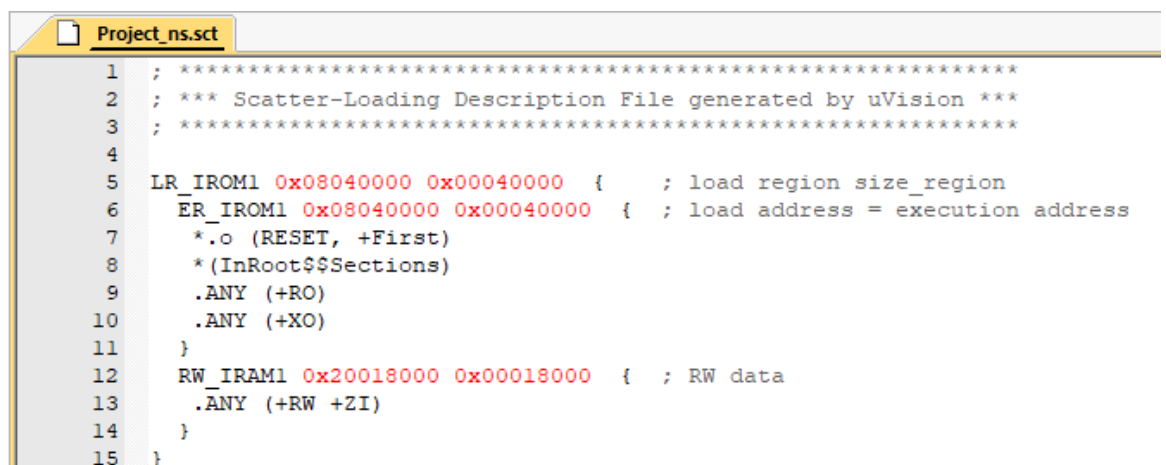 Project_ns.sct
1 ; *************************************************************
2 ; *** Scatter-Loading Description File generated by uVision ***
3 ; *************************************************************
4
5 LR_IROM1 0x08040000 0x00040000  {    ; load region size_region
6   ER_IROM1 0x08040000 0x00040000  {  ; load address = execution address
7    *.o (RESET, +First)
8    *(InRoot$$Sections)
9    .ANY (+RO)
10    .ANY (+XO)
11   }
12   RW_IRAM1 0x20018000 0x00018000  {  ; RW data
13    .ANY (+RW +ZI)
14   }
15 }